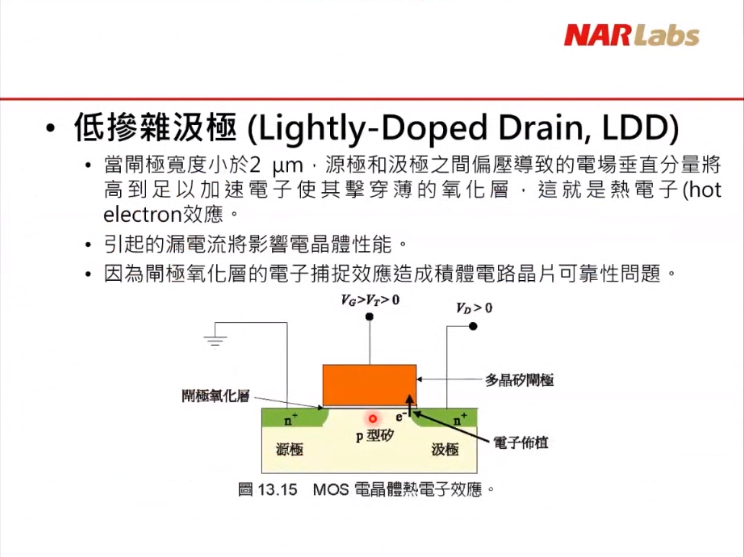 NARLabs
• 低摻雜汲極 (Lightly-Doped Drain, LDD)
• 當閘極寬度小於2 μm，源極和汲極之間偏壓導致的電場垂直分量將
高到足以加速電子使其擊穿薄的氧化層，這就是熱電子(hot
electron效應。
• 引起的漏電流將影響電晶體性能。
• 因為閘極氧化層的電子捕捉效應造成積體電路晶片可靠性問題。
VG>VT>0
VD>0
多晶矽閘極
閘極氧化層
n+
e-
n+
p 型矽
源極
汲極
電子佈植
圖 13.15 MOS 電晶體熱電子效應。